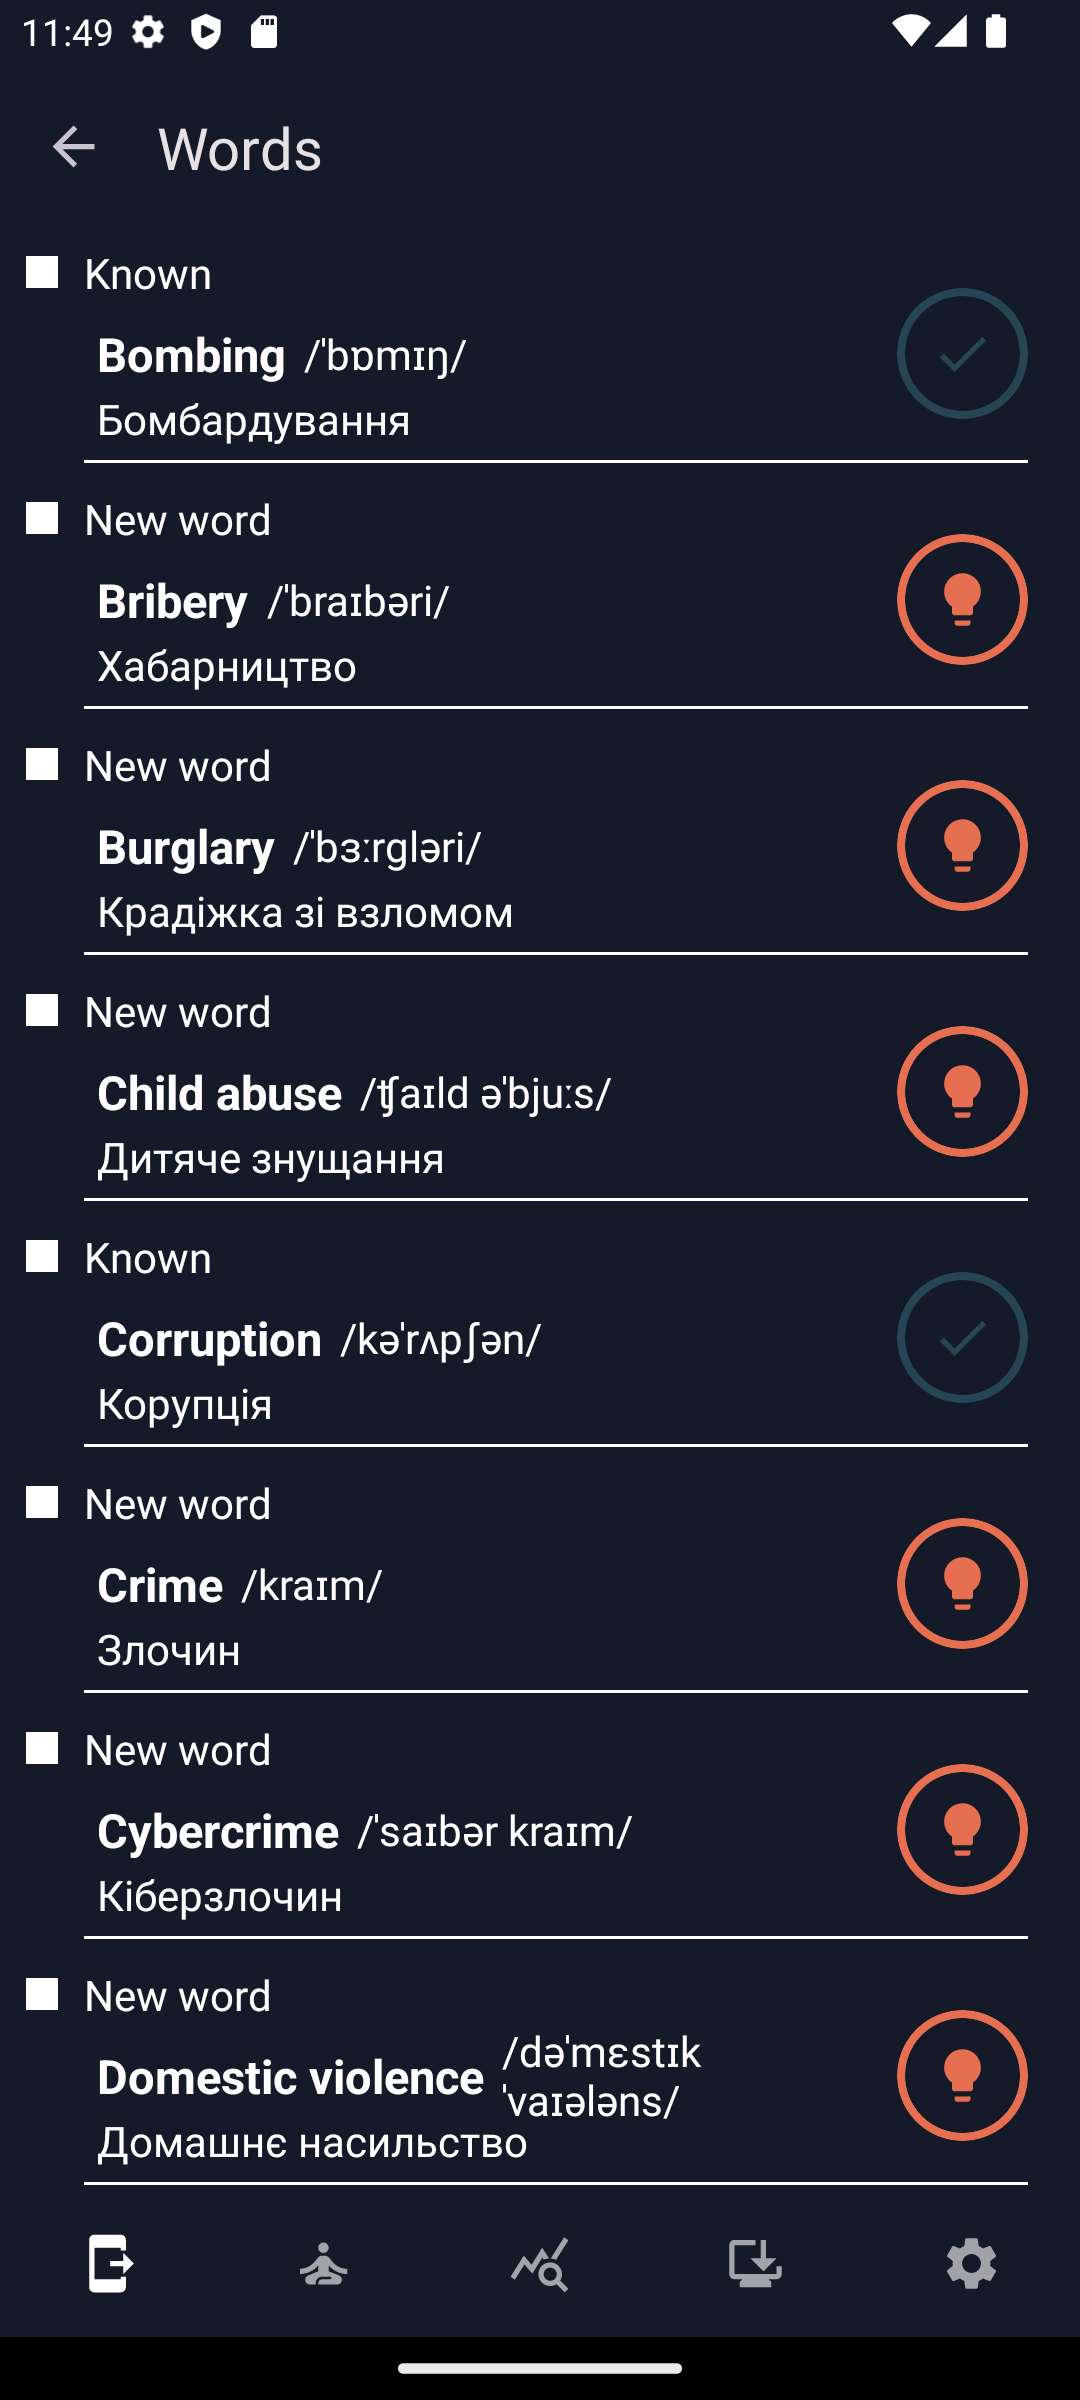 11:49
Words
Known
Bombing /ˈbɒmɪŋ/
Бомбардування
New word
Bribery /ˈbraɪbəri/
Хабарництво
New word
Burglary /ˈbɜːrgləri/
Крадіжка зі взломом
New word
Child abuse /ʧaɪld əˈbjuːs/
Дитяче знущання
Known
Corruption /kəˈrʌpʃən/
Корупція
New word
Crime /kraɪm/
Злочин
New word
Cybercrime /ˈsaɪbər kraɪm/
Кіберзлочин
New word
Domestic violence /dəˈmɛstɪk
ˈvaɪələns/
Домашнє насильство